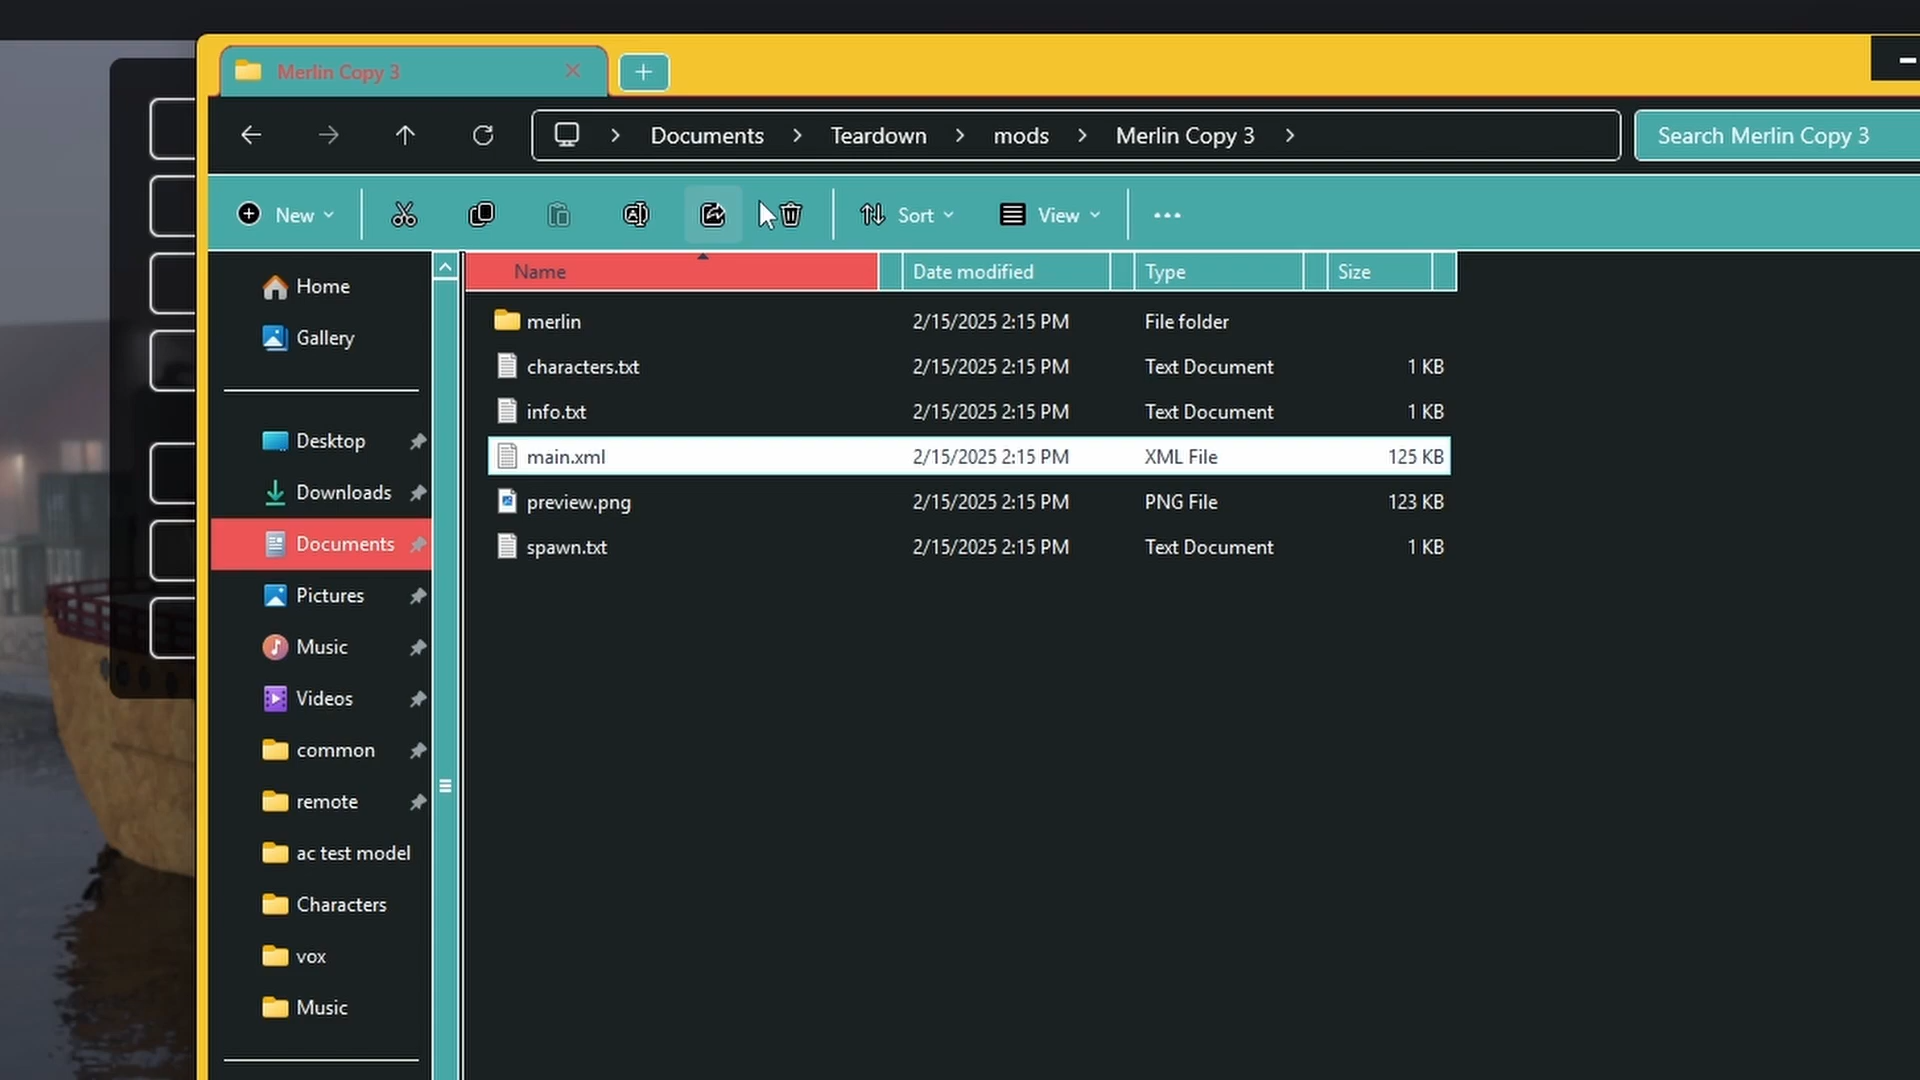 Merlin Copy 3
Documents
Teardown
mods
Merlin Copy 3
Search Merlin Copy 3
New
Sort
View
Name
Date modified
Type
Size
Home
Gallery
Desktop
Downloads
Documents
Pictures
Music
Videos
common
remote
ac test model
Characters
vox
Music
merlin 2/15/2025 2:15 PM File folder
characters.txt 2/15/2025 2:15 PM Text Document 1 KB
info.txt 2/15/2025 2:15 PM Text Document 1 KB
main.xml 2/15/2025 2:15 PM XML File 125 KB
preview.png 2/15/2025 2:15 PM PNG File 123 KB
spawn.txt 2/15/2025 2:15 PM Text Document 1 KB